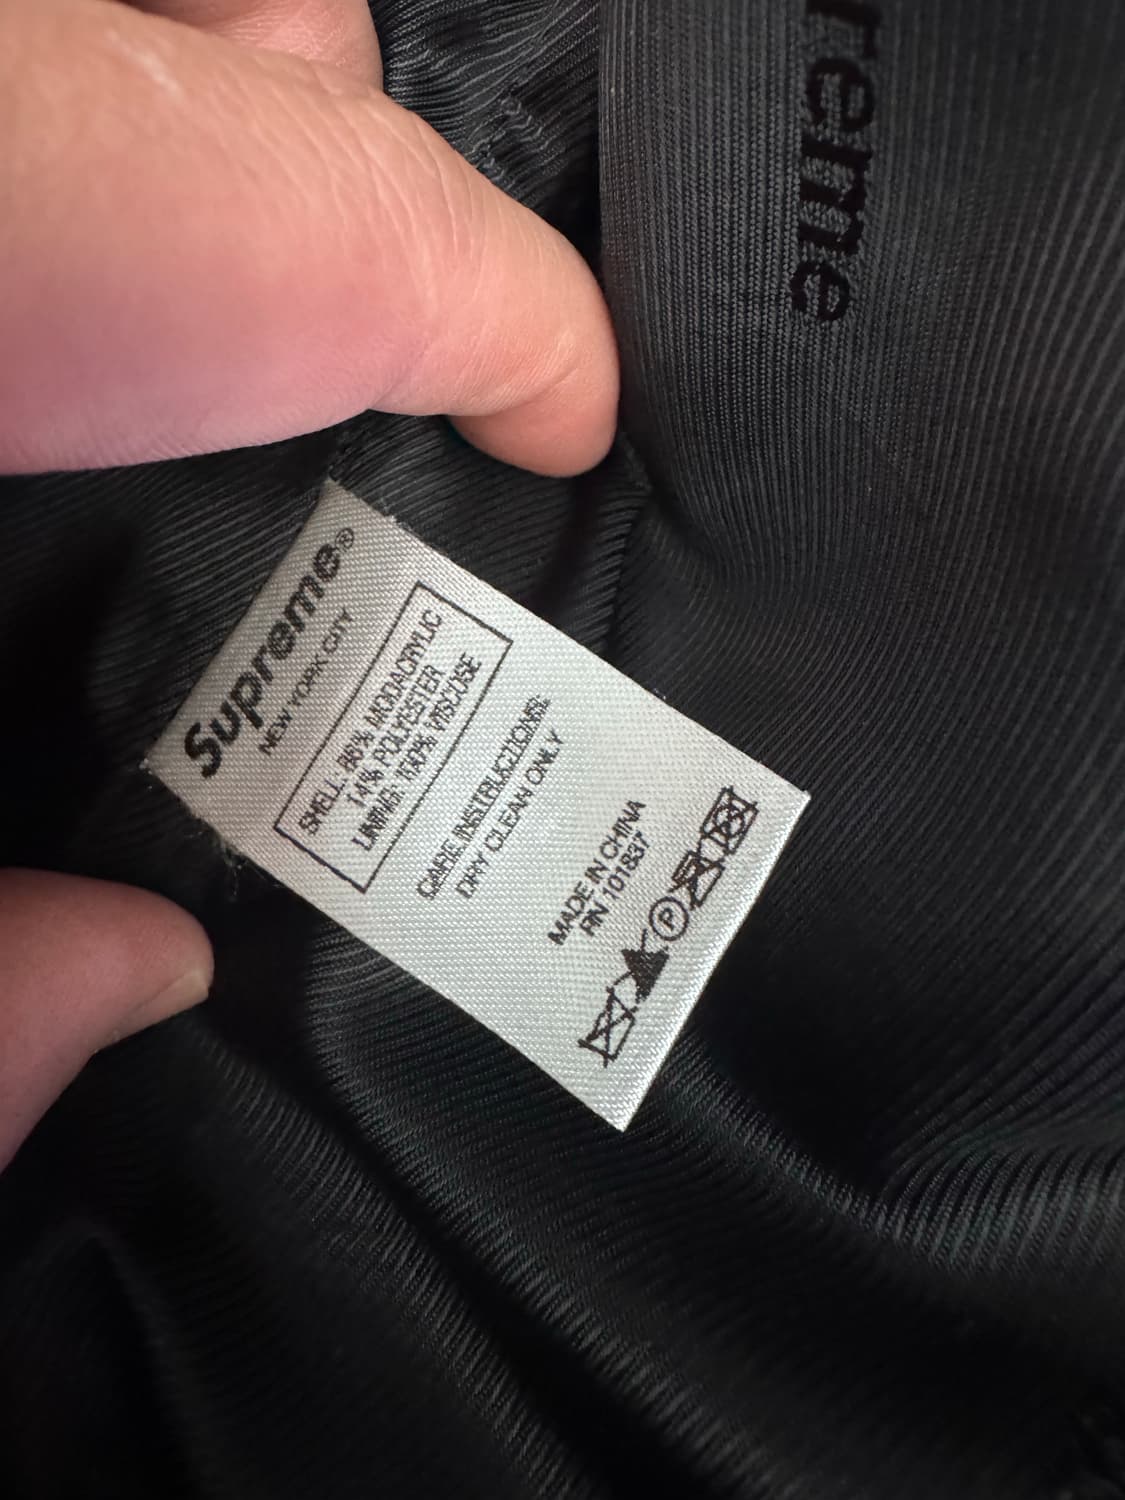 Supreme®
NEW YORK CITY
SHELL: 86% MODACRYLIC
14% POLYESTER
LINING: 100% VISCOSE
CARE INSTRUCTIONS:
DRY CLEAN ONLY
MADE IN CHINA
RN 101837
P
reme